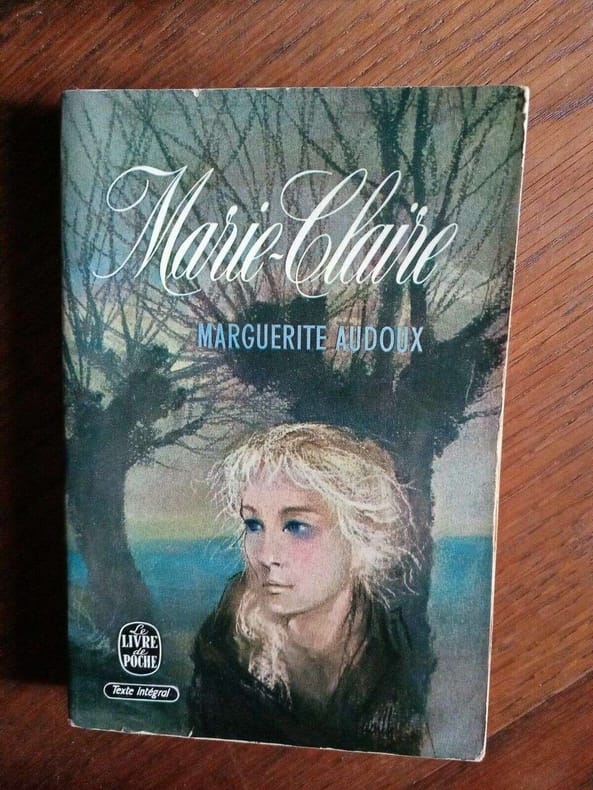 Marie-Claire
MARGUERITE AUDOUX
Le
LIVRE
de
POCHE
Texte Intégral